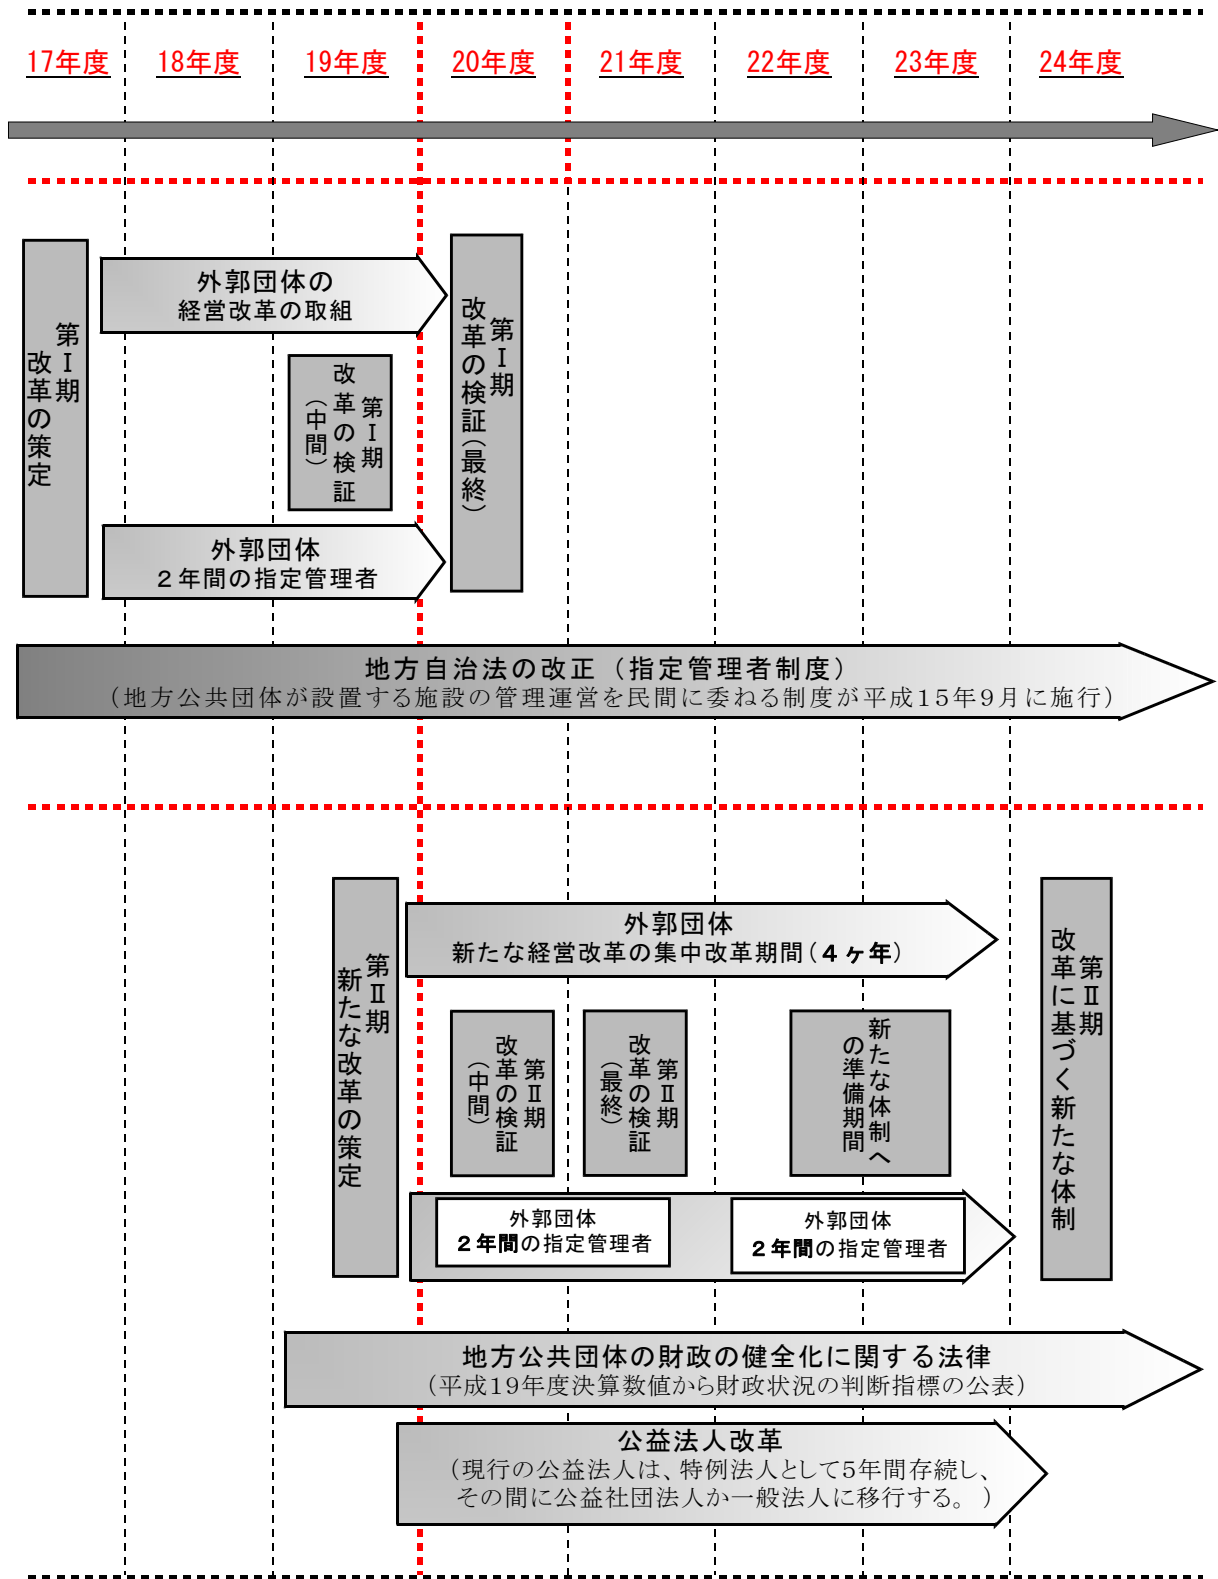 17年度 18年度 19年度 20年度 21年度 22年度 23年度 24年度
第Ⅰ期
改革の策定
外郭団体の
経営改革の取組
第Ⅰ期
改革の検証
（中間）
外郭団体
２年間の指定管理者
第Ⅰ期
改革の検証（最終）
地方自治法の改正（指定管理者制度）
（地方公共団体が設置する施設の管理運営を民間に委ねる制度が平成15年9月に施行）
第Ⅱ期
新たな改革の策定
外郭団体
新たな経営改革の集中改革期間（４ヶ年）
第Ⅱ期
改革の検証
（中間）
第Ⅱ期
改革の検証
（最終）
新たな体制へ
の準備期間
外郭団体
２年間の指定管理者
外郭団体
２年間の指定管理者
第Ⅱ期
改革に基づく新たな体制
地方公共団体の財政の健全化に関する法律
（平成19年度決算数値から財政状況の判断指標の公表）
公益法人改革
（現行の公益法人は、特例法人として5年間存続し、
その間に公益社団法人か一般法人に移行する。）